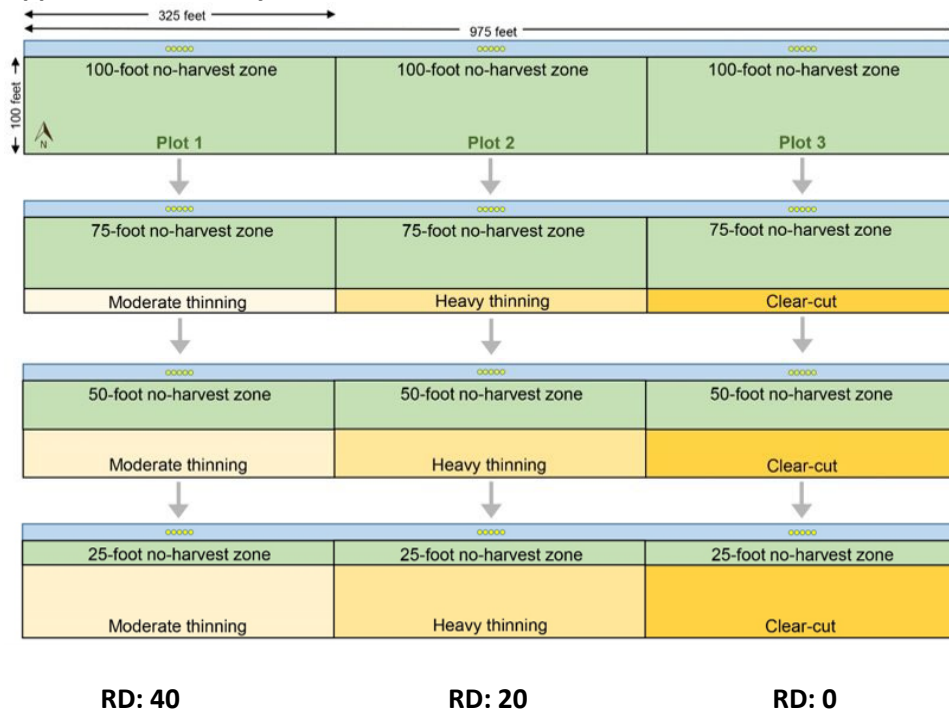 325 feet
975 feet
100 feet
100-foot no-harvest zone 100-foot no-harvest zone 100-foot no-harvest zone
N
Plot 1 Plot 2 Plot 3
75-foot no-harvest zone 75-foot no-harvest zone 75-foot no-harvest zone
Moderate thinning Heavy thinning Clear-cut
50-foot no-harvest zone 50-foot no-harvest zone 50-foot no-harvest zone
Moderate thinning Heavy thinning Clear-cut
25-foot no-harvest zone 25-foot no-harvest zone 25-foot no-harvest zone
Moderate thinning Heavy thinning Clear-cut
RD: 40 RD: 20 RD: 0